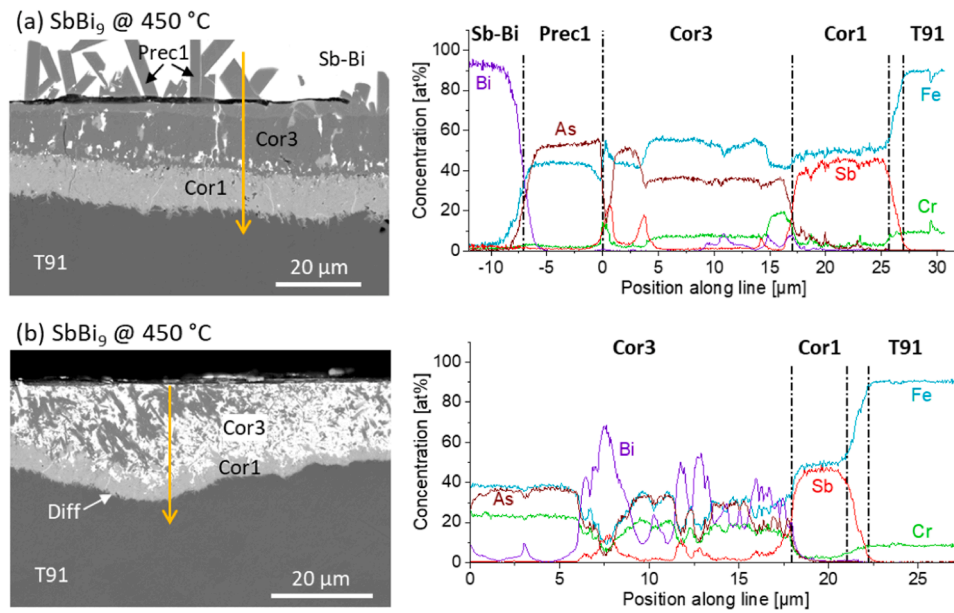 (a) SbBi₉ @ 450 °C
Prec1
Sb-Bi
Cor3
Cor1
T91
20 µm
Sb-Bi Prec1 Cor3 Cor1 T91
Concentration [at%]
100
80
60
40
20
0
Bi
As
Fe
Sb
Cr
-10 -5 0 5 10 15 20 25 30
Position along line [µm]
(b) SbBi₉ @ 450 °C
Cor3
Cor1
Diff
T91
20 µm
Cor3 Cor1 T91
Concentration [at%]
100
80
60
40
20
0
Fe
Bi
As
Sb
Cr
0 5 10 15 20 25
Position along line [µm]